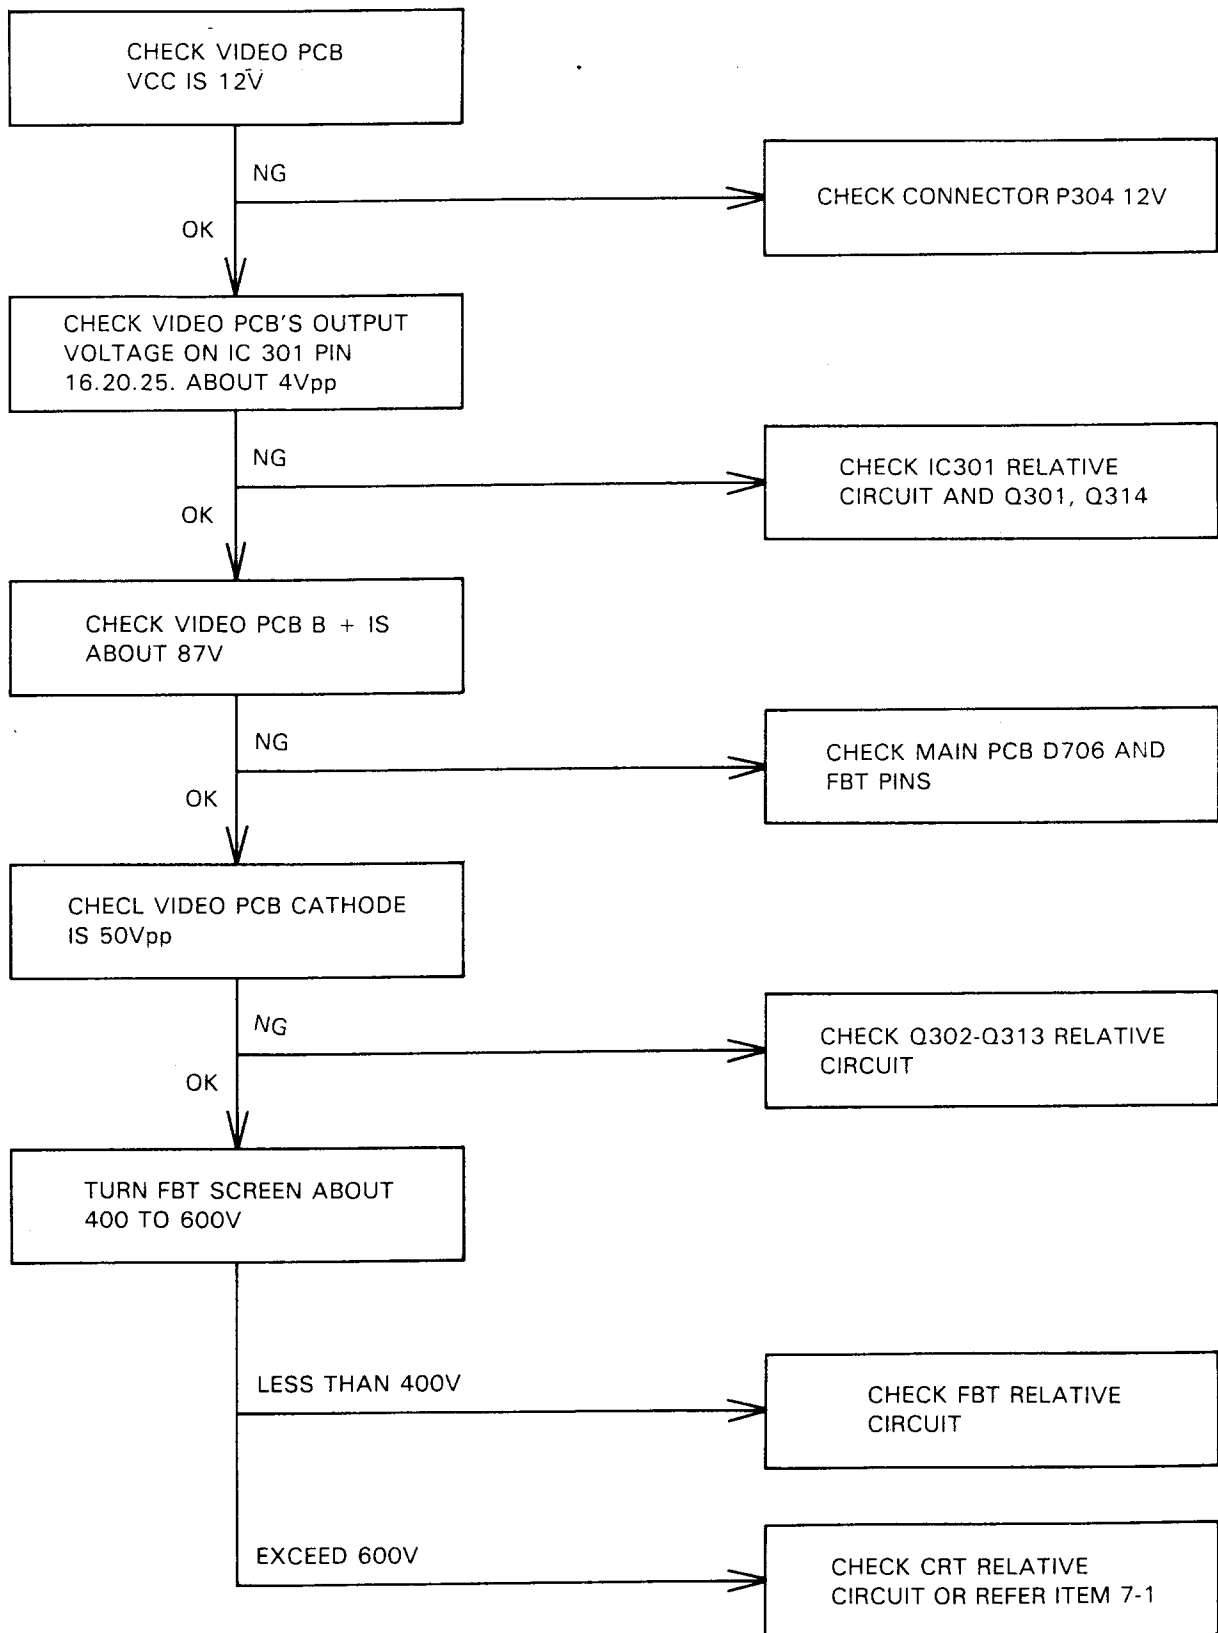 CHECK VIDEO PCB
VCC IS 12V
NG
CHECK CONNECTOR P304 12V
OK
CHECK VIDEO PCB'S OUTPUT
VOLTAGE ON IC 301 PIN
16.20.25. ABOUT 4Vpp
NG
CHECK IC301 RELATIVE
CIRCUIT AND Q301, Q314
OK
CHECK VIDEO PCB B + IS
ABOUT 87V
NG
CHECK MAIN PCB D706 AND
FBT PINS
OK
CHECL VIDEO PCB CATHODE
IS 50Vpp
NG
CHECK Q302-Q313 RELATIVE
CIRCUIT
OK
TURN FBT SCREEN ABOUT
400 TO 600V
LESS THAN 400V
CHECK FBT RELATIVE
CIRCUIT
EXCEED 600V
CHECK CRT RELATIVE
CIRCUIT OR REFER ITEM 7-1